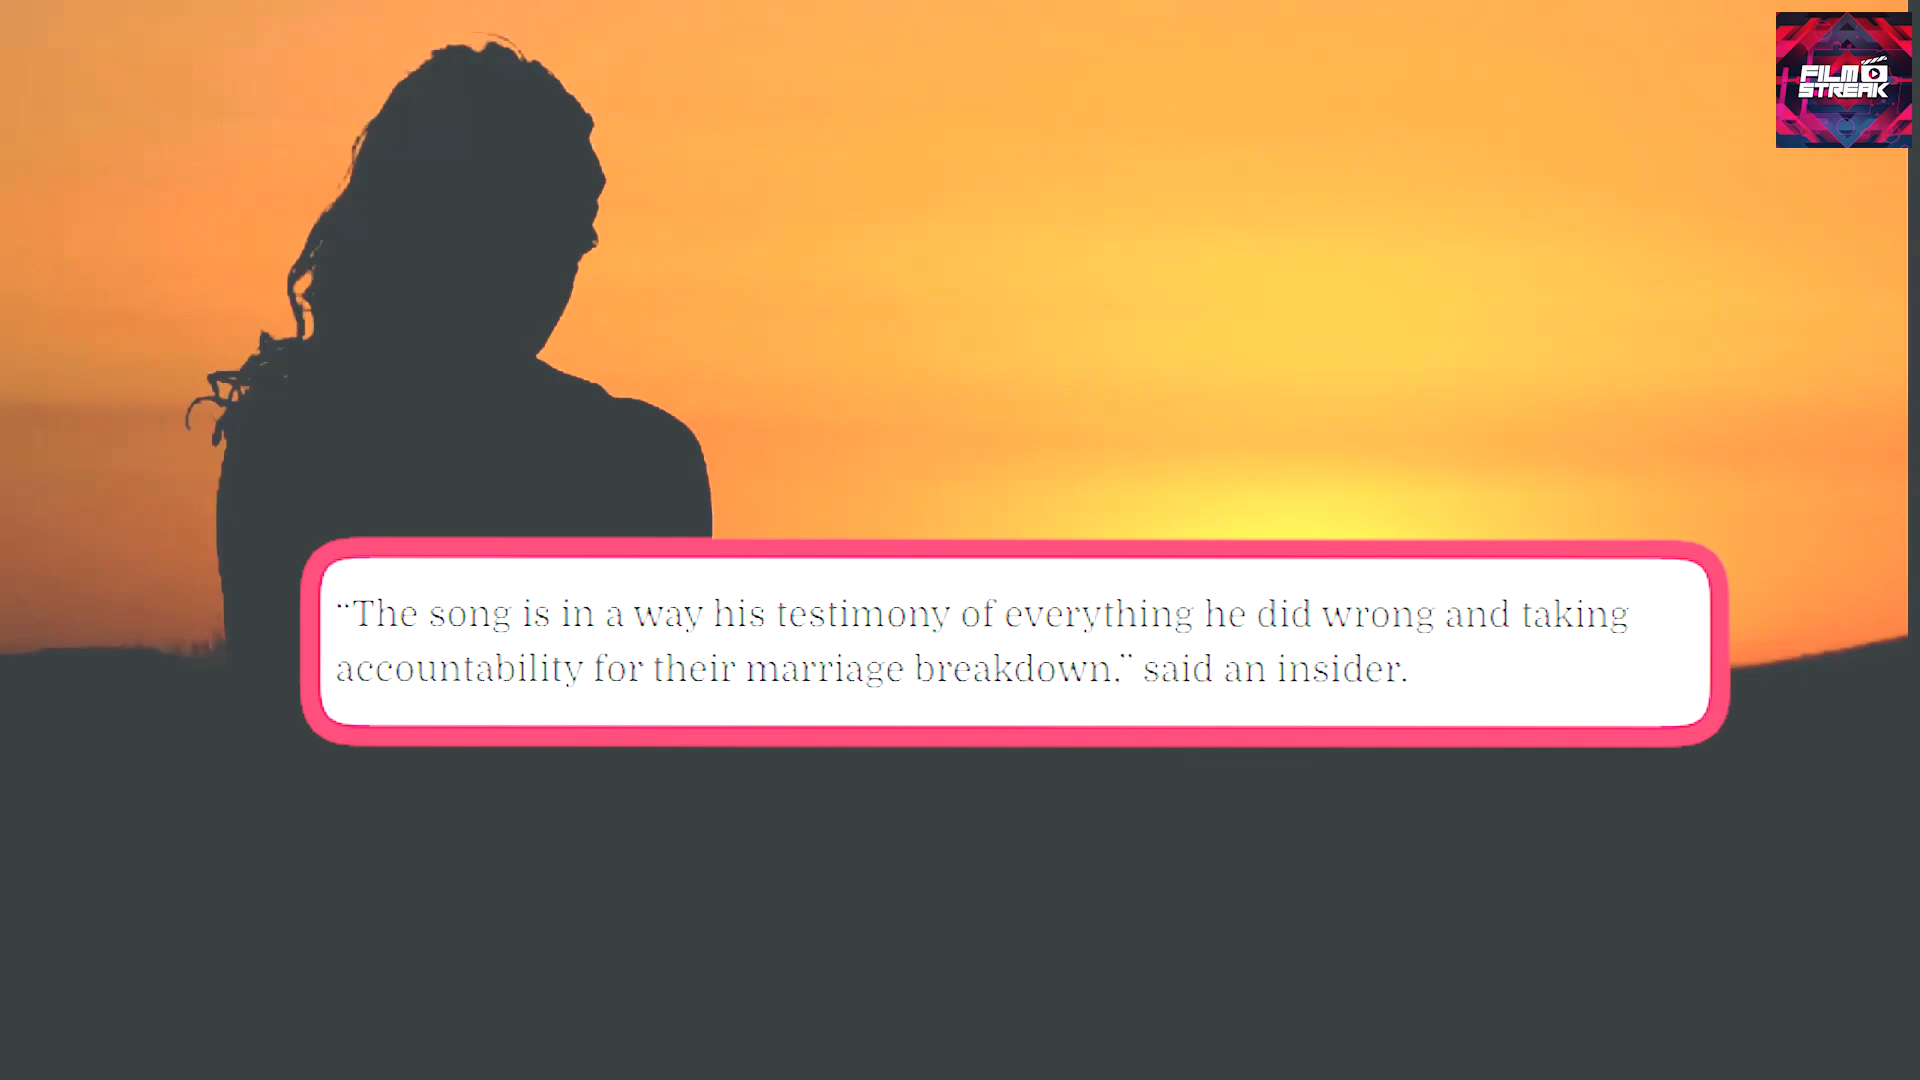 FILM
STREAK
“The song is in a way his testimony of everything he did wrong and taking
accountability for their marriage breakdown,” said an insider.